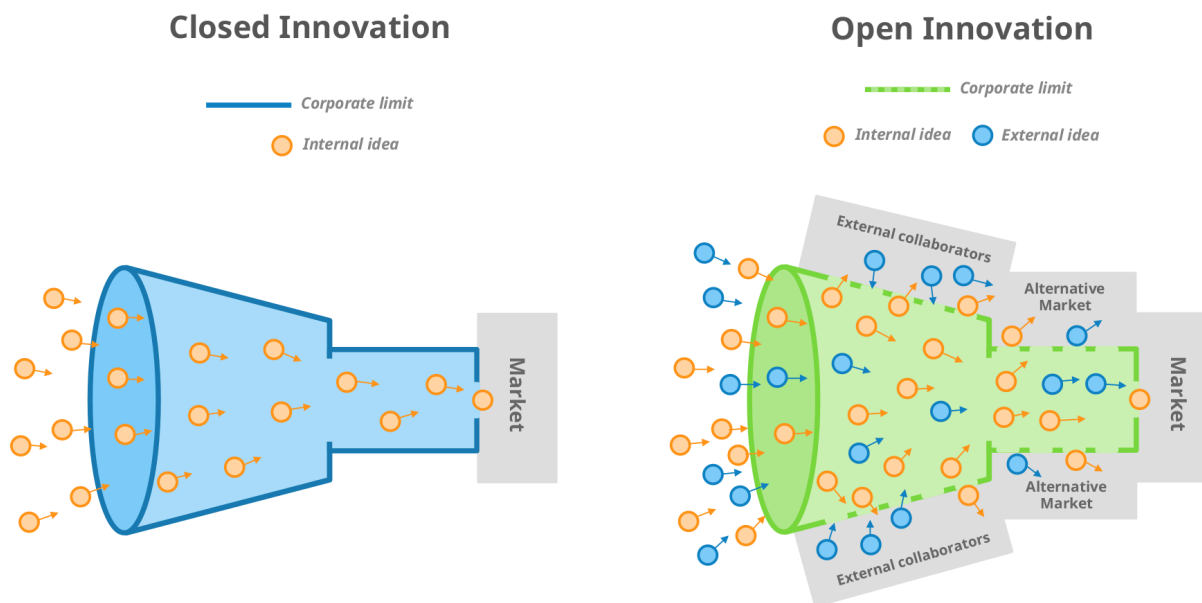 Closed Innovation
Corporate limit
Internal idea
Market
Open Innovation
Corporate limit
Internal idea
External idea
External collaborators
Alternative
Market
Market
Alternative
Market
External collaborators